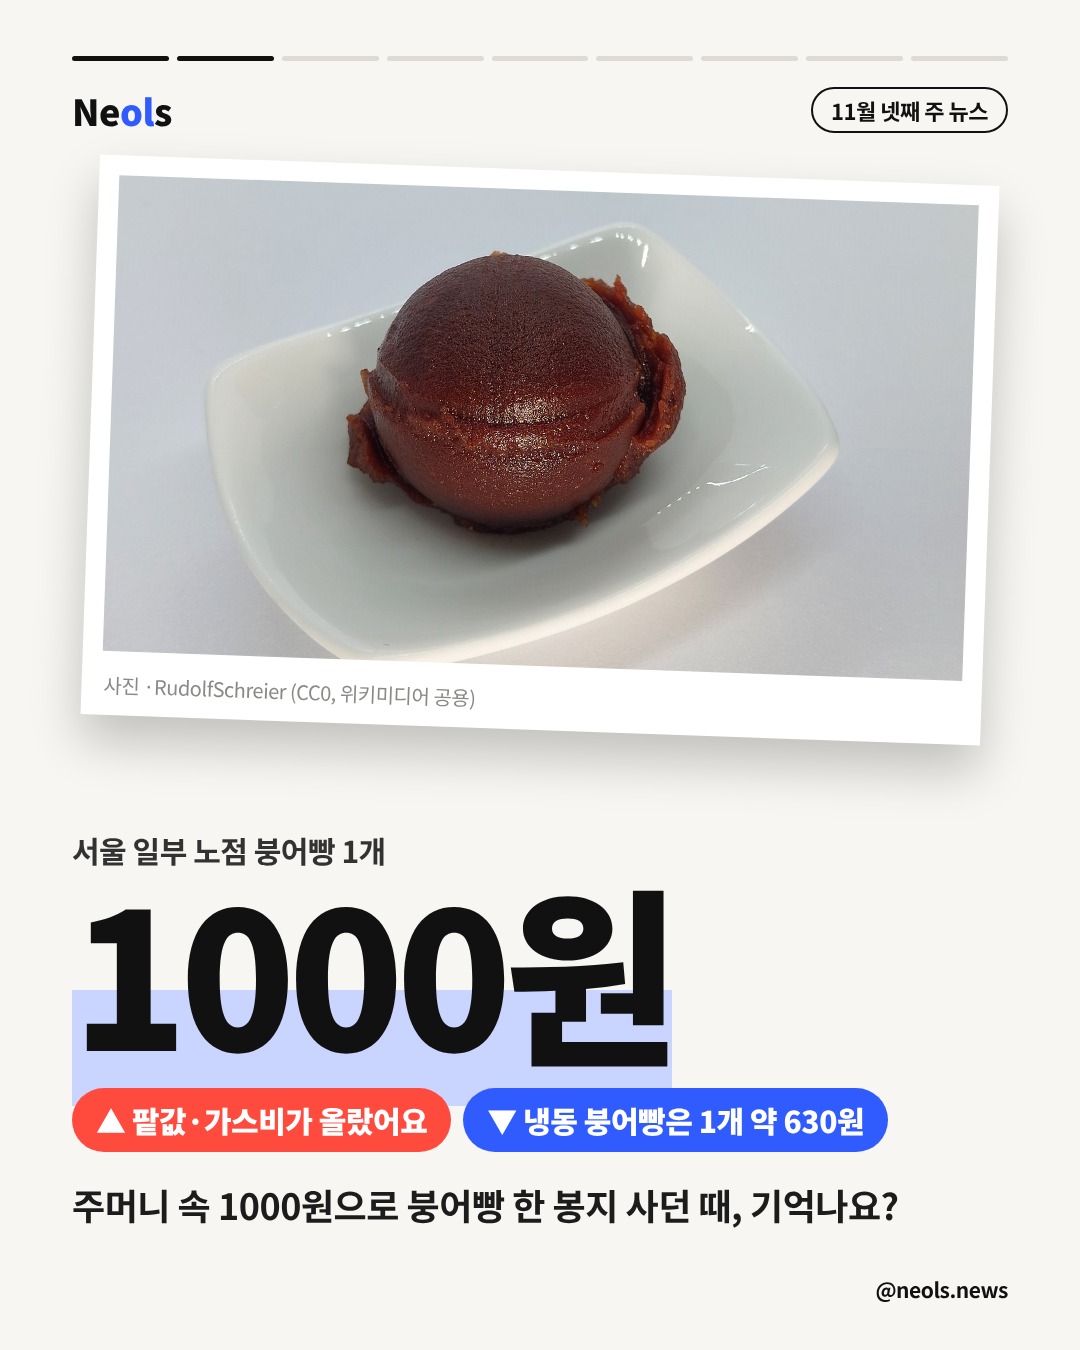 Neols
11월 넷째 주 뉴스
사진 · RudolfSchreier (CC0, 위키미디어 공용)
서울 일부 노점 붕어빵 1개
1000원
▲ 팥값·가스비가 올랐어요
▼ 냉동 붕어빵은 1개 약 630원
주머니 속 1000원으로 붕어빵 한 봉지 사던 때, 기억나요?
@neols.news